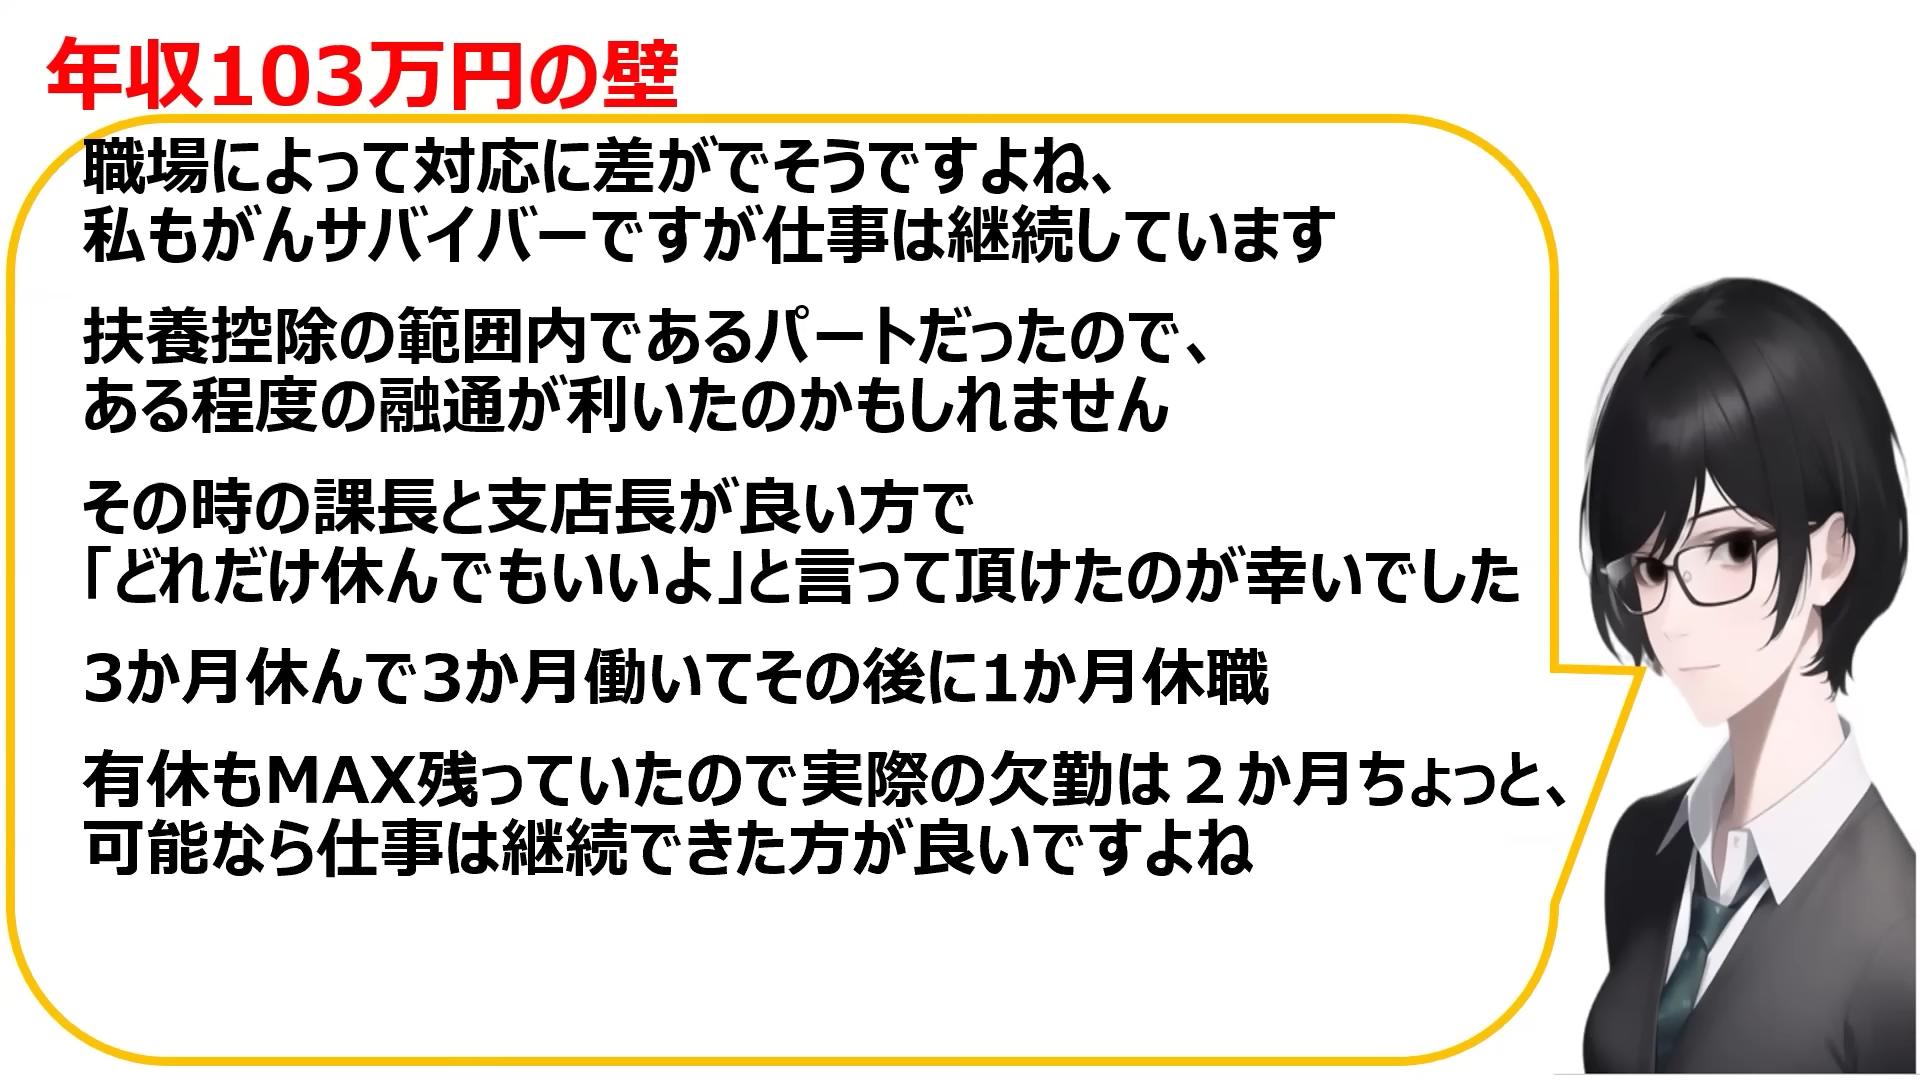 年収103万円の壁
職場によって対応に差がでそうですよね、
私もがんサバイバーですが仕事は継続しています
扶養控除の範囲内であるパートだったので、
ある程度の融通が利いたのかもしれません
その時の課長と支店長が良い方で
「どれだけ休んでもいいよ」と言って頂けたのが幸いでした
3か月休んで3か月働いてその後に1か月休職
有休もMAX残っていたので実際の欠勤は２か月ちょっと、
可能なら仕事は継続できた方が良いですよね